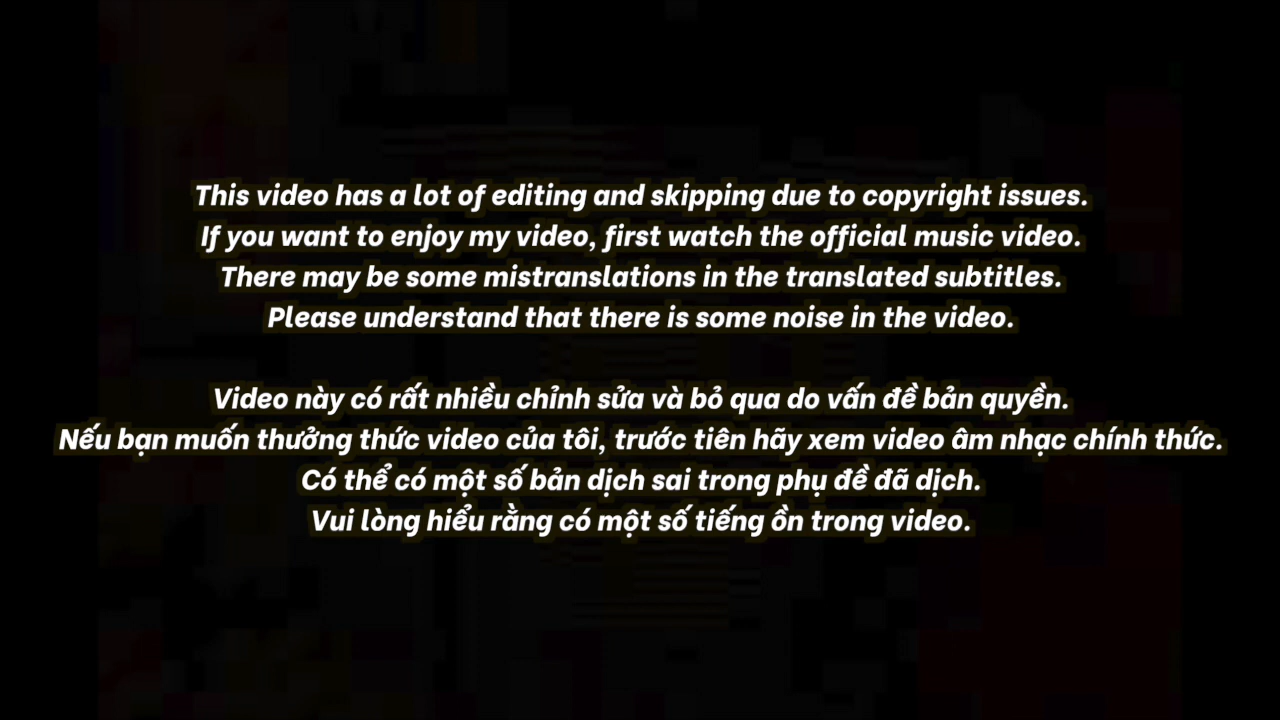 This video has a lot of editing and skipping due to copyright issues.
If you want to enjoy my video, first watch the official music video.
There may be some mistranslations in the translated subtitles.
Please understand that there is some noise in the video.
Video này có rất nhiều chỉnh sửa và bỏ qua do vấn đề bản quyền.
Nếu bạn muốn thưởng thức video của tôi, trước tiên hãy xem video âm nhạc chính thức.
Có thể có một số bản dịch sai trong phụ đề đã dịch.
Vui lòng hiểu rằng có một số tiếng ồn trong video.